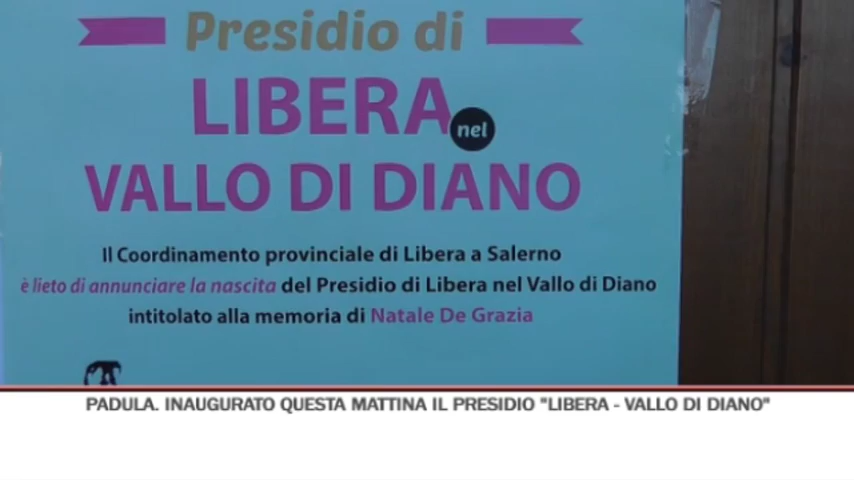 Presidio di
LIBERA nel
VALLO DI DIANO
Il Coordinamento provinciale di Libera a Salerno
è lieto di annunciare la nascita del Presidio di Libera nel Vallo di Diano
intitolato alla memoria di Natale De Grazia
PADULA. INAUGURATO QUESTA MATTINA IL PRESIDIO "LIBERA - VALLO DI DIANO"